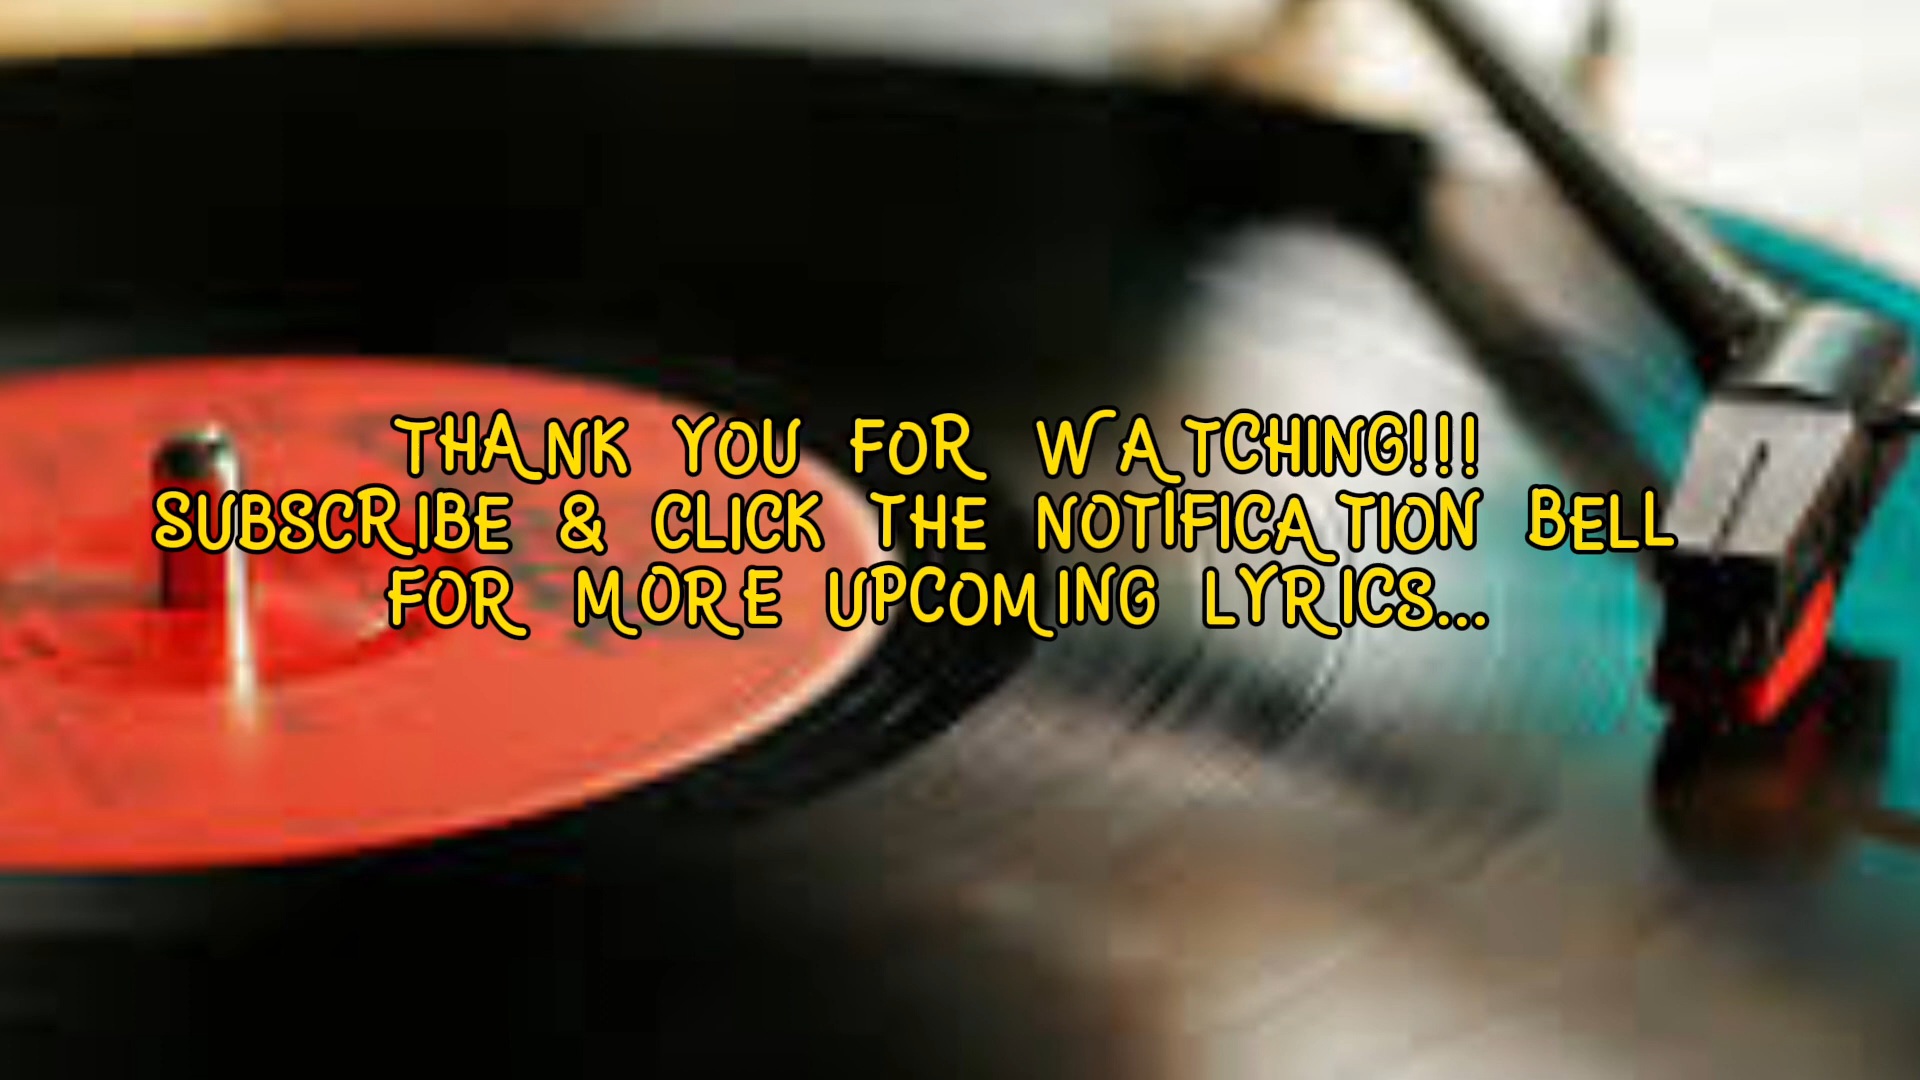 THANK YOU FOR WATCHING!!!
SUBSCRIBE & CLICK THE NOTIFICATION BELL
FOR MORE UPCOMING LYRICS...